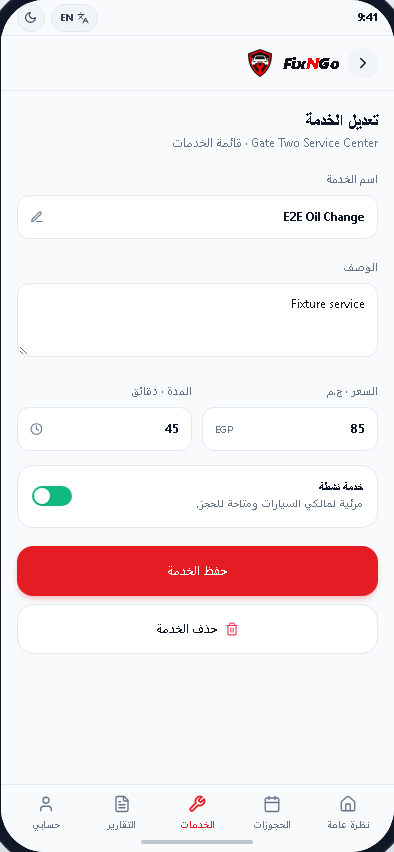 9:41
EN
FixNGo
تعديل الخدمة
Gate Two Service Center · قائمة الخدمات
اسم الخدمة
E2E Oil Change
الوصف
Fixture service
السعر · ج.م
المدة · دقائق
85
EGP
45
خدمة نشطة
مرئية لمالكي السيارات ومتاحة للحجز.
حفظ الخدمة
حذف الخدمة
نظرة عامة
الحجوزات
الخدمات
التقارير
حسابي